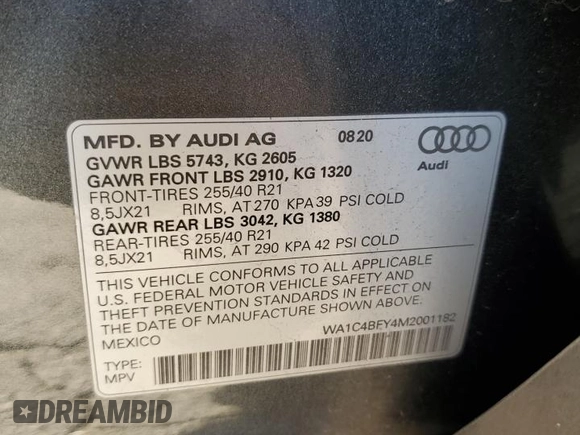 MFD. BY AUDI AG 08 20
GVWR LBS 5743, KG 2605
GAWR FRONT LBS 2910, KG 1320
FRONT-TIRES 255/40 R21
8,5JX21 RIMS, AT 270 KPA 39 PSI COLD
GAWR REAR LBS 3042, KG 1380
REAR-TIRES 255/40 R21
8,5JX21 RIMS, AT 290 KPA 42 PSI COLD
Audi
THIS VEHICLE CONFORMS TO ALL APPLICABLE
U.S. FEDERAL MOTOR VEHICLE SAFETY AND
THEFT PREVENTION STANDARDS IN EFFECT ON
THE DATE OF MANUFACTURE SHOWN ABOVE.
MEXICO WA1C4BFY4M2001182
TYPE:
MPV
DREAMBID